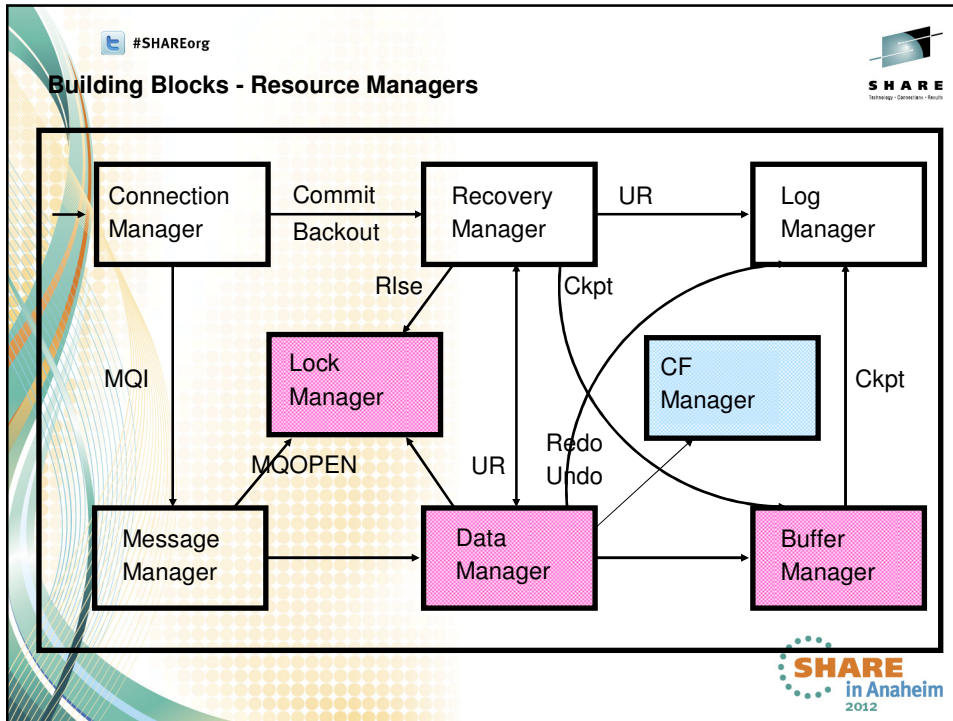 #SHAREorg
SHARE
Technology · Connections · Results
Building Blocks - Resource Managers
Connection
Manager
Commit
Backout
Recovery
Manager
UR
Log
Manager
Rlse
Ckpt
MQI
Lock
Manager
CF
Manager
Ckpt
MQOPEN
UR
Redo
Undo
Message
Manager
Data
Manager
Buffer
Manager
SHARE
in Anaheim
2012